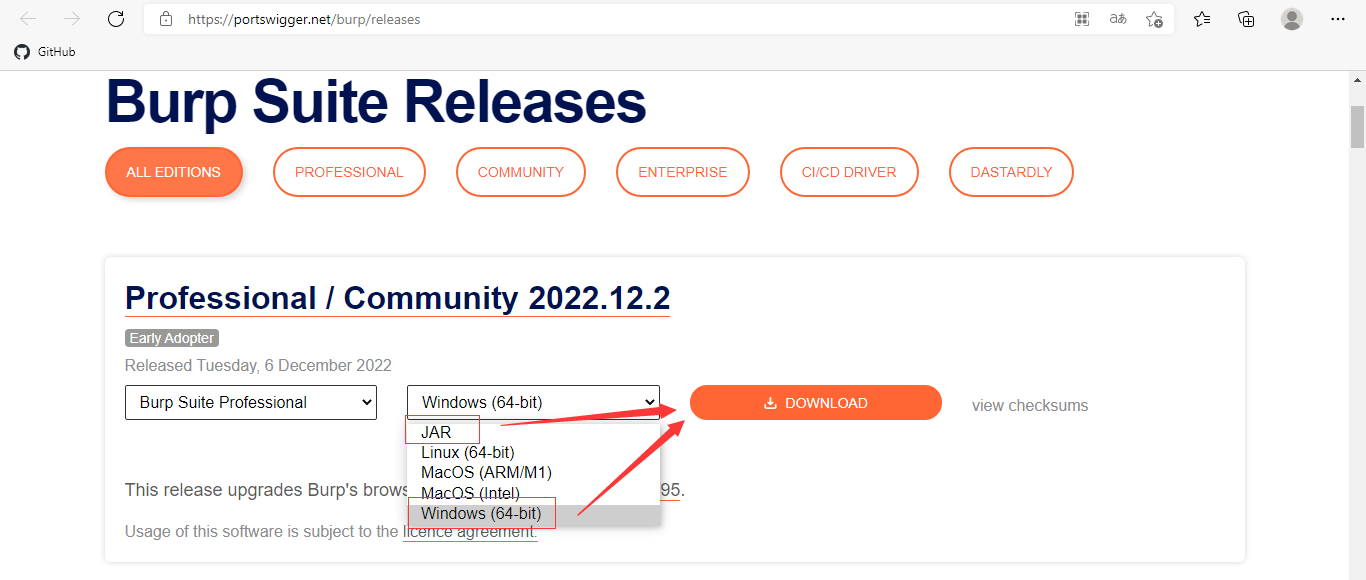 https://portswigger.net/burp/releases
GitHub
Burp Suite Releases
ALL EDITIONS
PROFESSIONAL
COMMUNITY
ENTERPRISE
CI/CD DRIVER
DASTARDLY
Professional / Community 2022.12.2
Early Adopter
Released Tuesday, 6 December 2022
Burp Suite Professional
Windows (64-bit)
DOWNLOAD
view checksums
JAR
Linux (64-bit)
MacOS (ARM/M1)
MacOS (Intel)
Windows (64-bit)
This release upgrades Burp's brows 95.
Usage of this software is subject to the licence agreement.